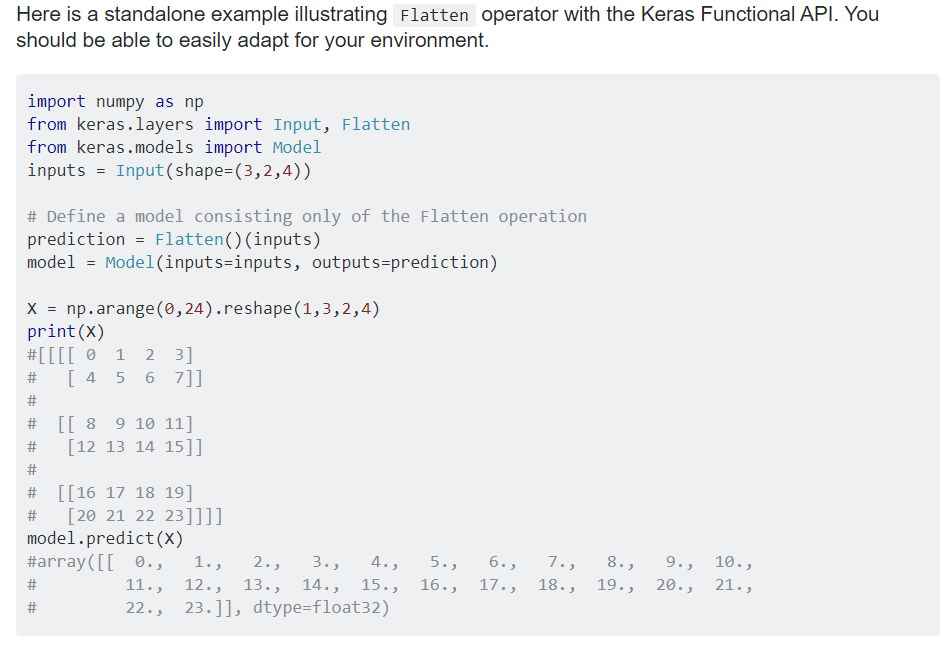 Here is a standalone example illustrating Flatten operator with the Keras Functional API. You
should be able to easily adapt for your environment.
import numpy as np
from keras.layers import Input, Flatten
from keras.models import Model
inputs = Input(shape=(3,2,4))
# Define a model consisting only of the Flatten operation
prediction = Flatten()(inputs)
model = Model(inputs=inputs, outputs=prediction)
X = np.arange(0,24).reshape(1,3,2,4)
print(X)
#[[[[ 0  1  2  3]
#   [ 4  5  6  7]]
#
#  [[ 8  9 10 11]
#   [12 13 14 15]]
#
#  [[16 17 18 19]
#   [20 21 22 23]]]]
model.predict(X)
#array([[  0.,   1.,   2.,   3.,   4.,   5.,   6.,   7.,   8.,   9.,  10.,
#         11.,  12.,  13.,  14.,  15.,  16.,  17.,  18.,  19.,  20.,  21.,
#         22.,  23.]], dtype=float32)